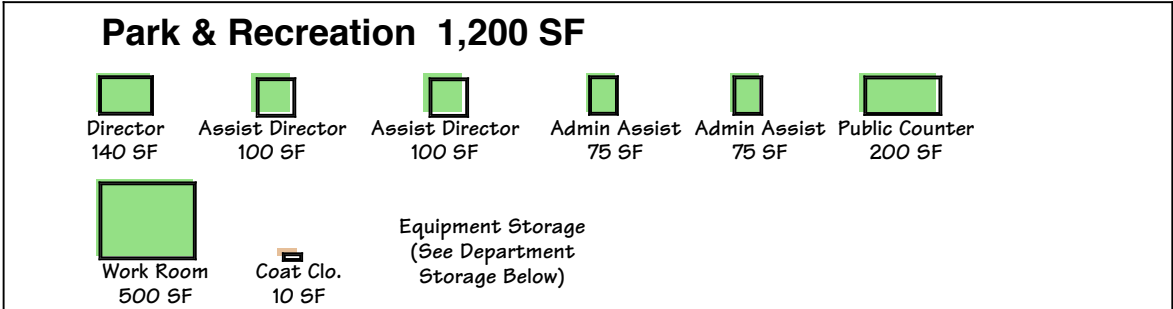 Park & Recreation 1,200 SF
Director
140 SF
Assist Director
100 SF
Assist Director
100 SF
Admin Assist
75 SF
Admin Assist
75 SF
Public Counter
200 SF
Work Room
500 SF
Coat Clo.
10 SF
Equipment Storage
(See Department
Storage Below)